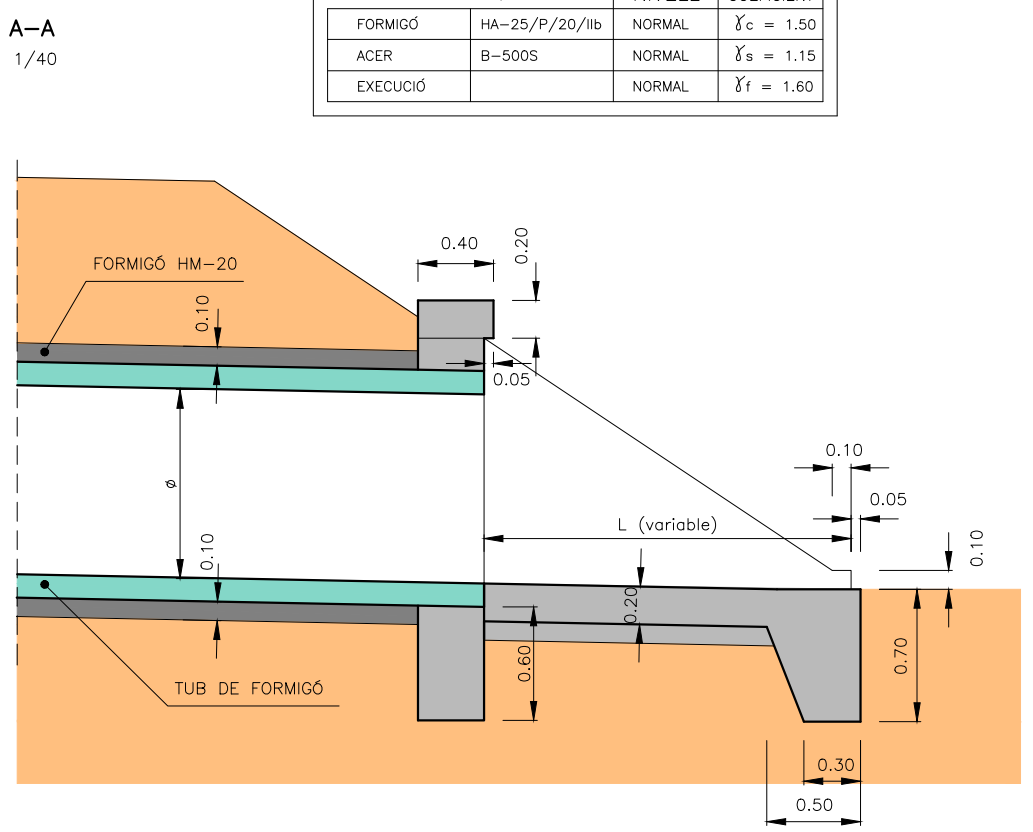 A-A
1/40
FORMIGÓ HA-25/P/20/IIb NORMAL γc = 1.50
ACER B-500S NORMAL γs = 1.15
EXECUCIÓ NORMAL γf = 1.60
0.40
0.20
FORMIGÓ HM-20
0.10
0.05
0.10
0.05
ø
L (variable)
0.10
0.10
0.20
0.60
0.70
TUB DE FORMIGÓ
0.30
0.50